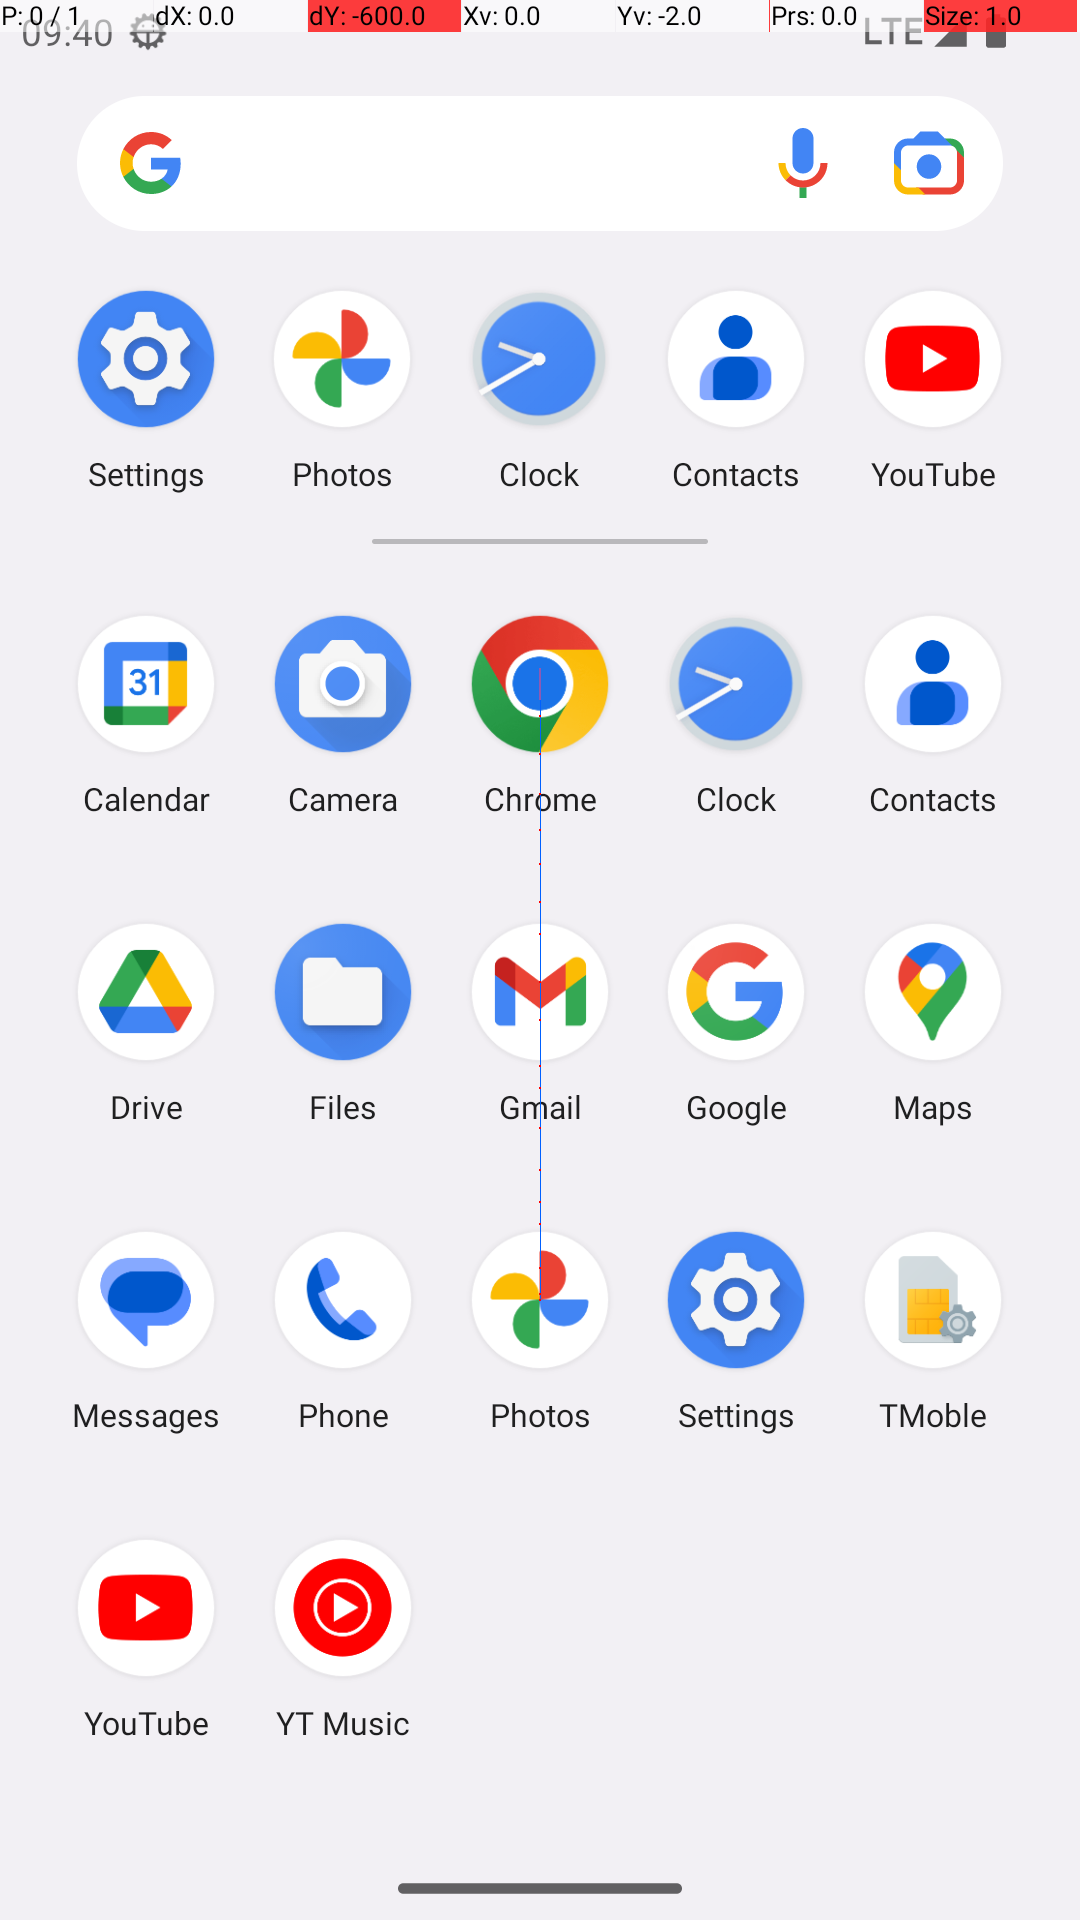 P: 0 / 1 dX: 0.0 dY: -600.0 Xv: 0.0 Yv: -2.0 Prs: 0.0 Size: 1.0
09:40 LTE
Settings Photos Clock Contacts YouTube
31
Calendar Camera Chrome Clock Contacts
Drive Files Gmail Google Maps
Messages Phone Photos Settings TMoble
YouTube YT Music